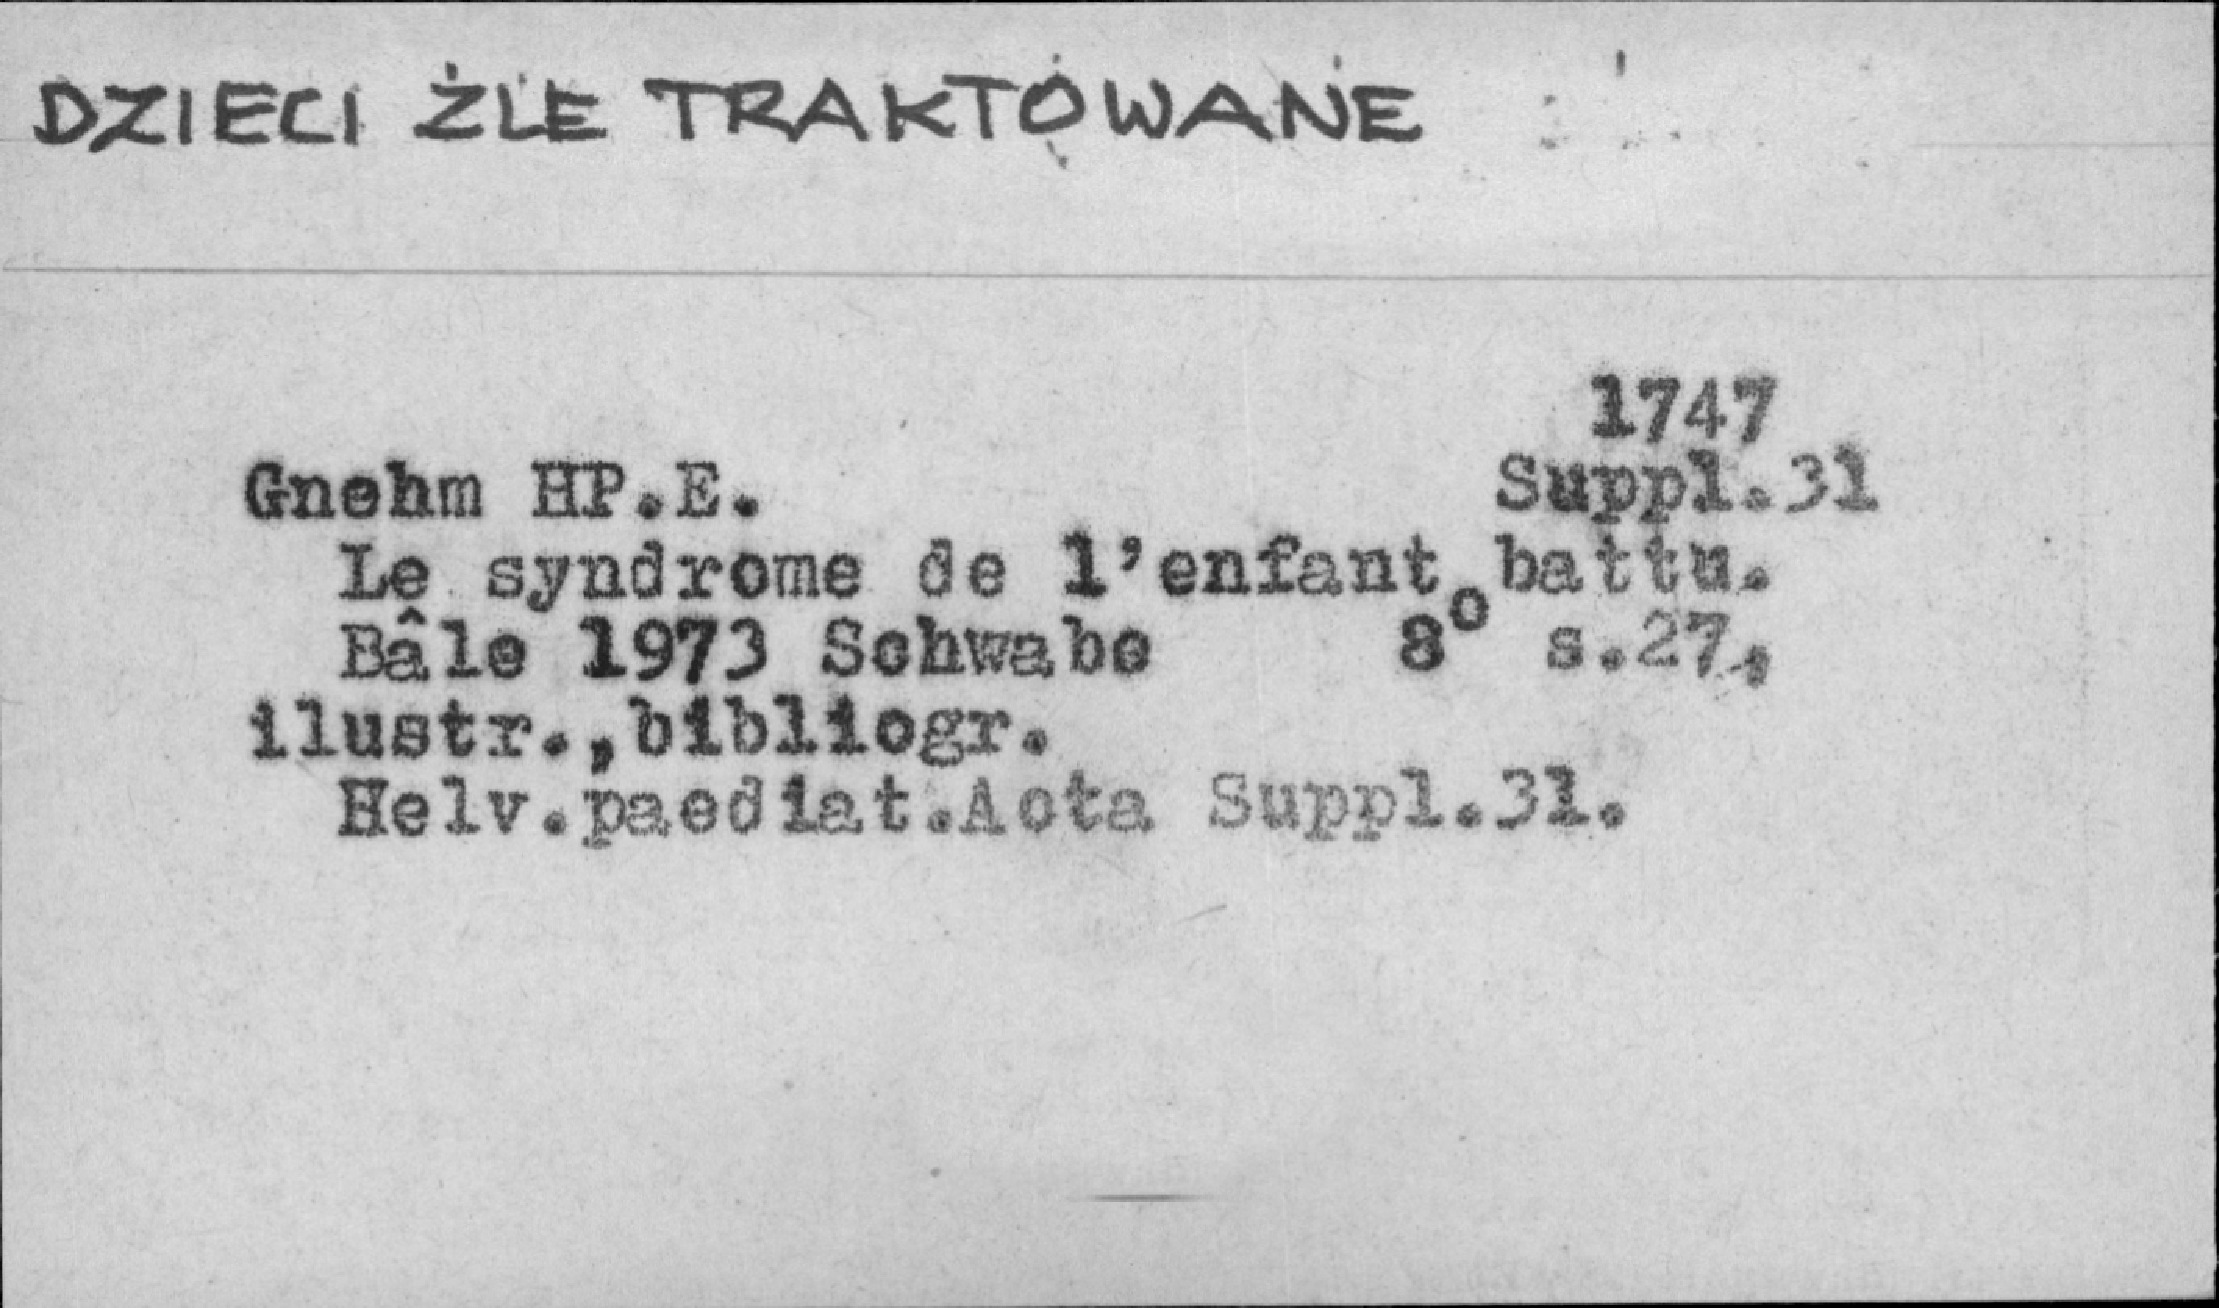 DZIECI ŹLE TRAKTOWANE
1747
Gnehm HP.E. Suppl.31
Le syndrome de l'enfant battu.
Bâle 1973 Schwabe 8° s.27,
ilustr.,bibliogr.
Helv.paediat.Acta Suppl.31.